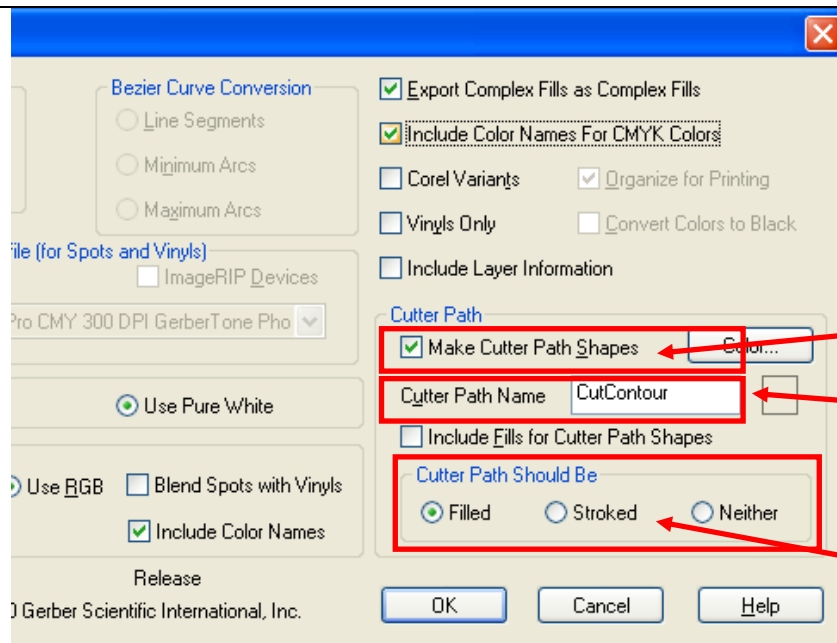 Bezier Curve Conversion
Line Segments
Minimum Arcs
Maximum Arcs
Export Complex Fills as Complex Fills
Include Color Names For CMYK Colors
Corel Variants
Organize for Printing
Vinyls Only
Convert Colors to Black
Include Layer Information
file (for Spots and Vinyls)
ImageRIP Devices
Pro CMY 300 DPI GerberTone Pho
Use Pure White
Use RGB
Blend Spots with Vinyls
Include Color Names
Cutter Path
Make Cutter Path Shapes
Color...
Cutter Path Name
CutContour
Include Fills for Cutter Path Shapes
Cutter Path Should Be
Filled
Stroked
Neither
Release
Gerber Scientific International, Inc.
OK
Cancel
Help